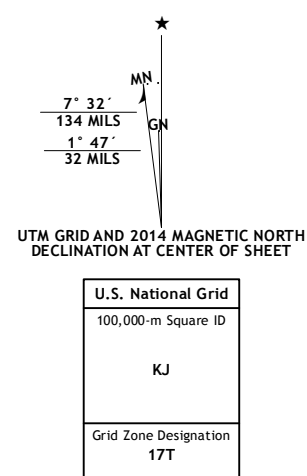 ★
MN
7° 32´
134 MILS
GN
1° 47´
32 MILS
UTM GRID AND 2014 MAGNETIC NORTH
DECLINATION AT CENTER OF SHEET
U.S. National Grid
100,000-m Square ID
KJ
Grid Zone Designation
17T